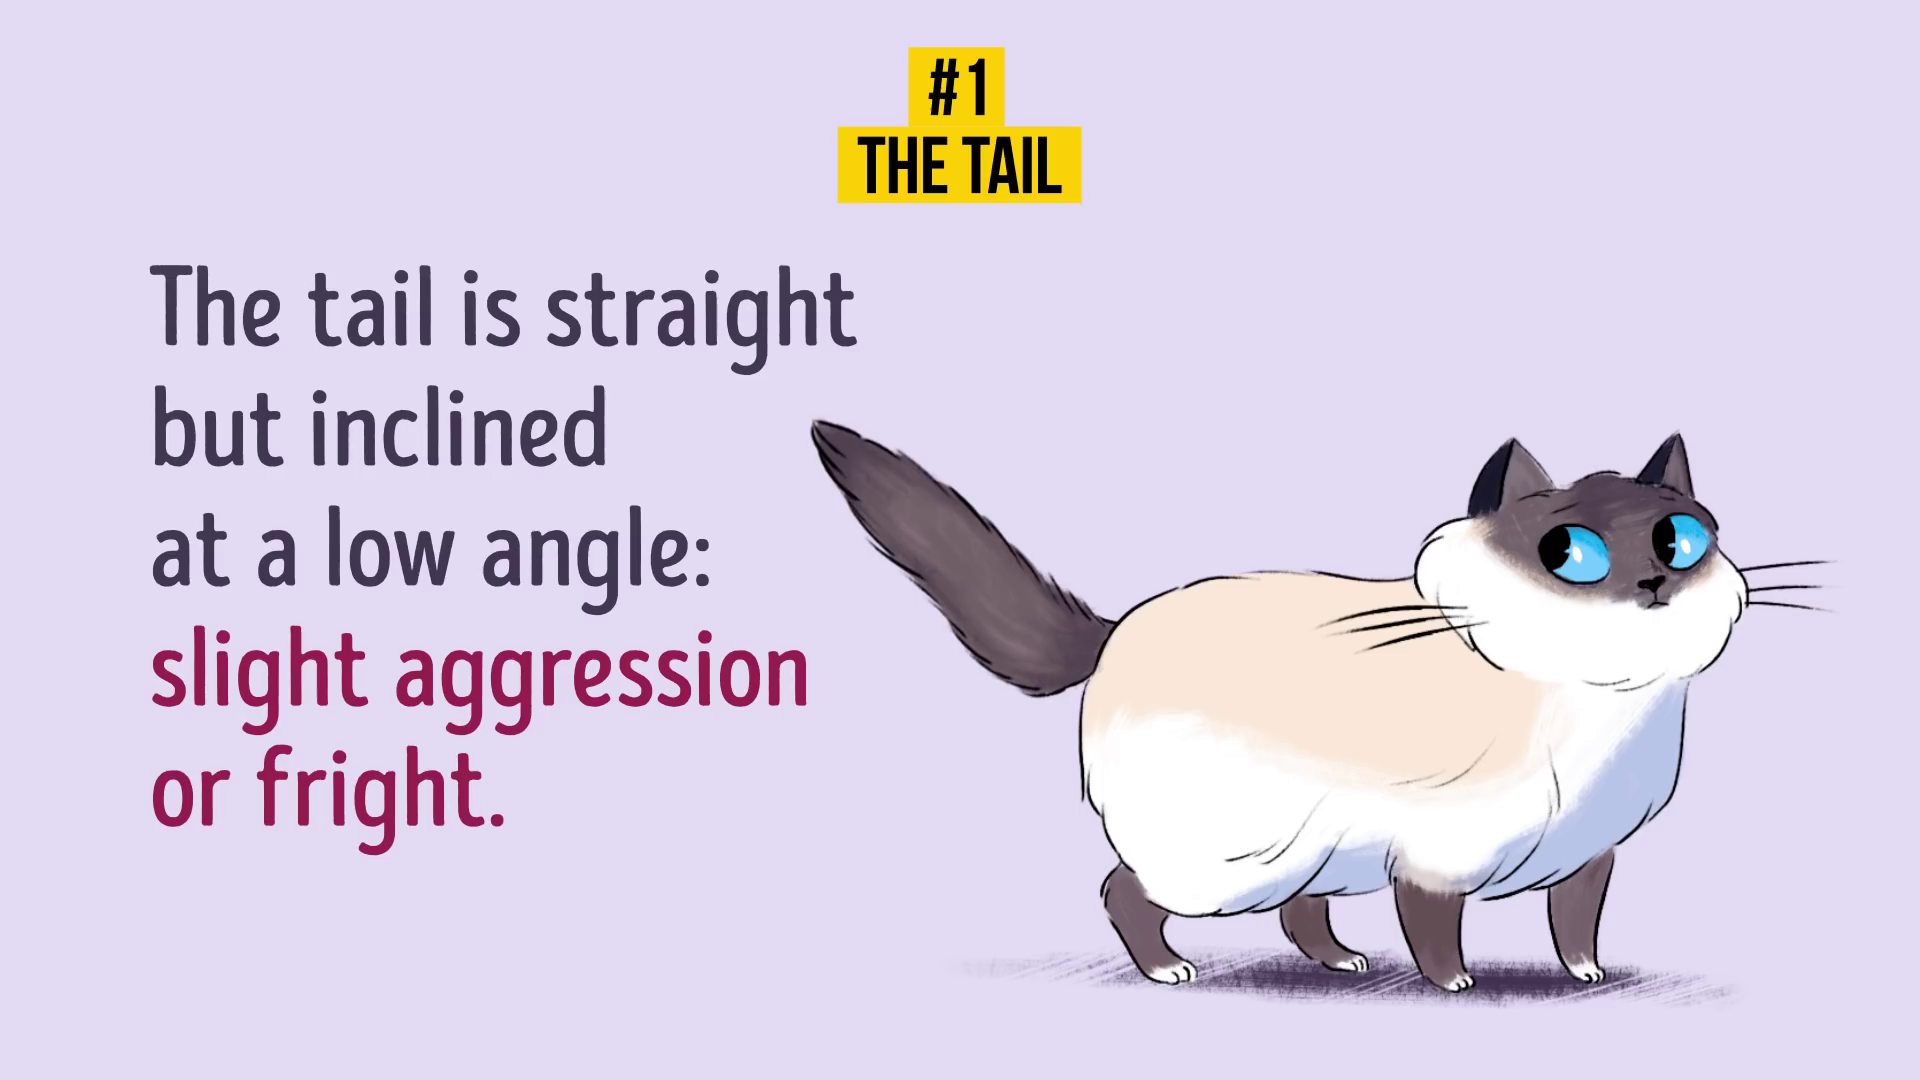 #1
THE TAIL
The tail is straight
but inclined
at a low angle:
slight aggression
or fright.